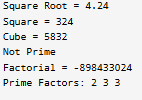 Square Root = 4.24
Square = 324
Cube = 5832
Not Prime
Factorial = -898433024
Prime Factors: 2 3 3